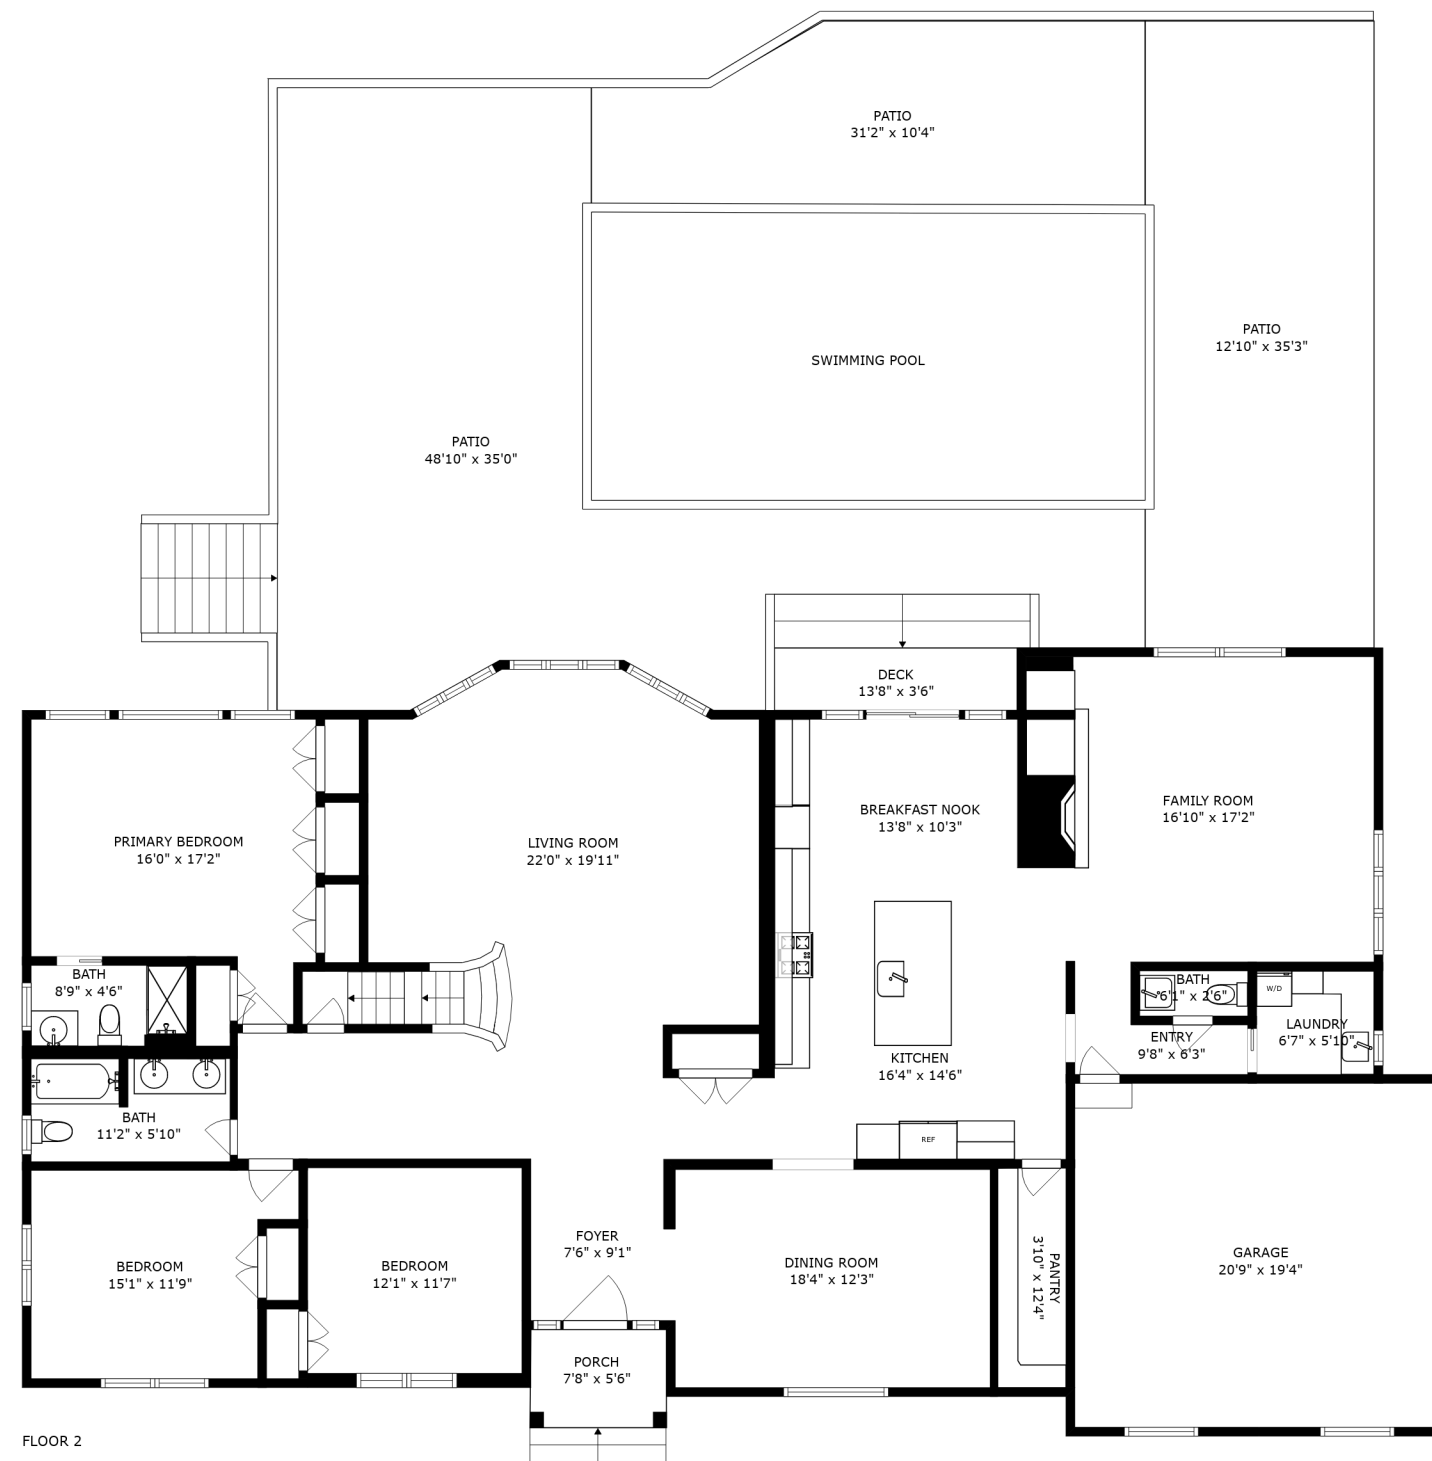 PATIO
31'2" x 10'4"
PATIO
12'10" x 35'3"
SWIMMING POOL
PATIO
48'10" x 35'0"
DECK
13'8" x 3'6"
PRIMARY BEDROOM
16'0" x 17'2"
LIVING ROOM
22'0" x 19'11"
BREAKFAST NOOK
13'8" x 10'3"
FAMILY ROOM
16'10" x 17'2"
BATH
8'9" x 4'6"
BATH
6'1" x 2'6"
W/D
LAUNDRY
6'7" x 5'10"
ENTRY
9'8" x 6'3"
KITCHEN
16'4" x 14'6"
BATH
11'2" x 5'10"
REF
FOYER
7'6" x 9'1"
BEDROOM
15'1" x 11'9"
BEDROOM
12'1" x 11'7"
DINING ROOM
18'4" x 12'3"
PANTRY
3'10" x 12'4"
GARAGE
20'9" x 19'4"
PORCH
7'8" x 5'6"
FLOOR 2